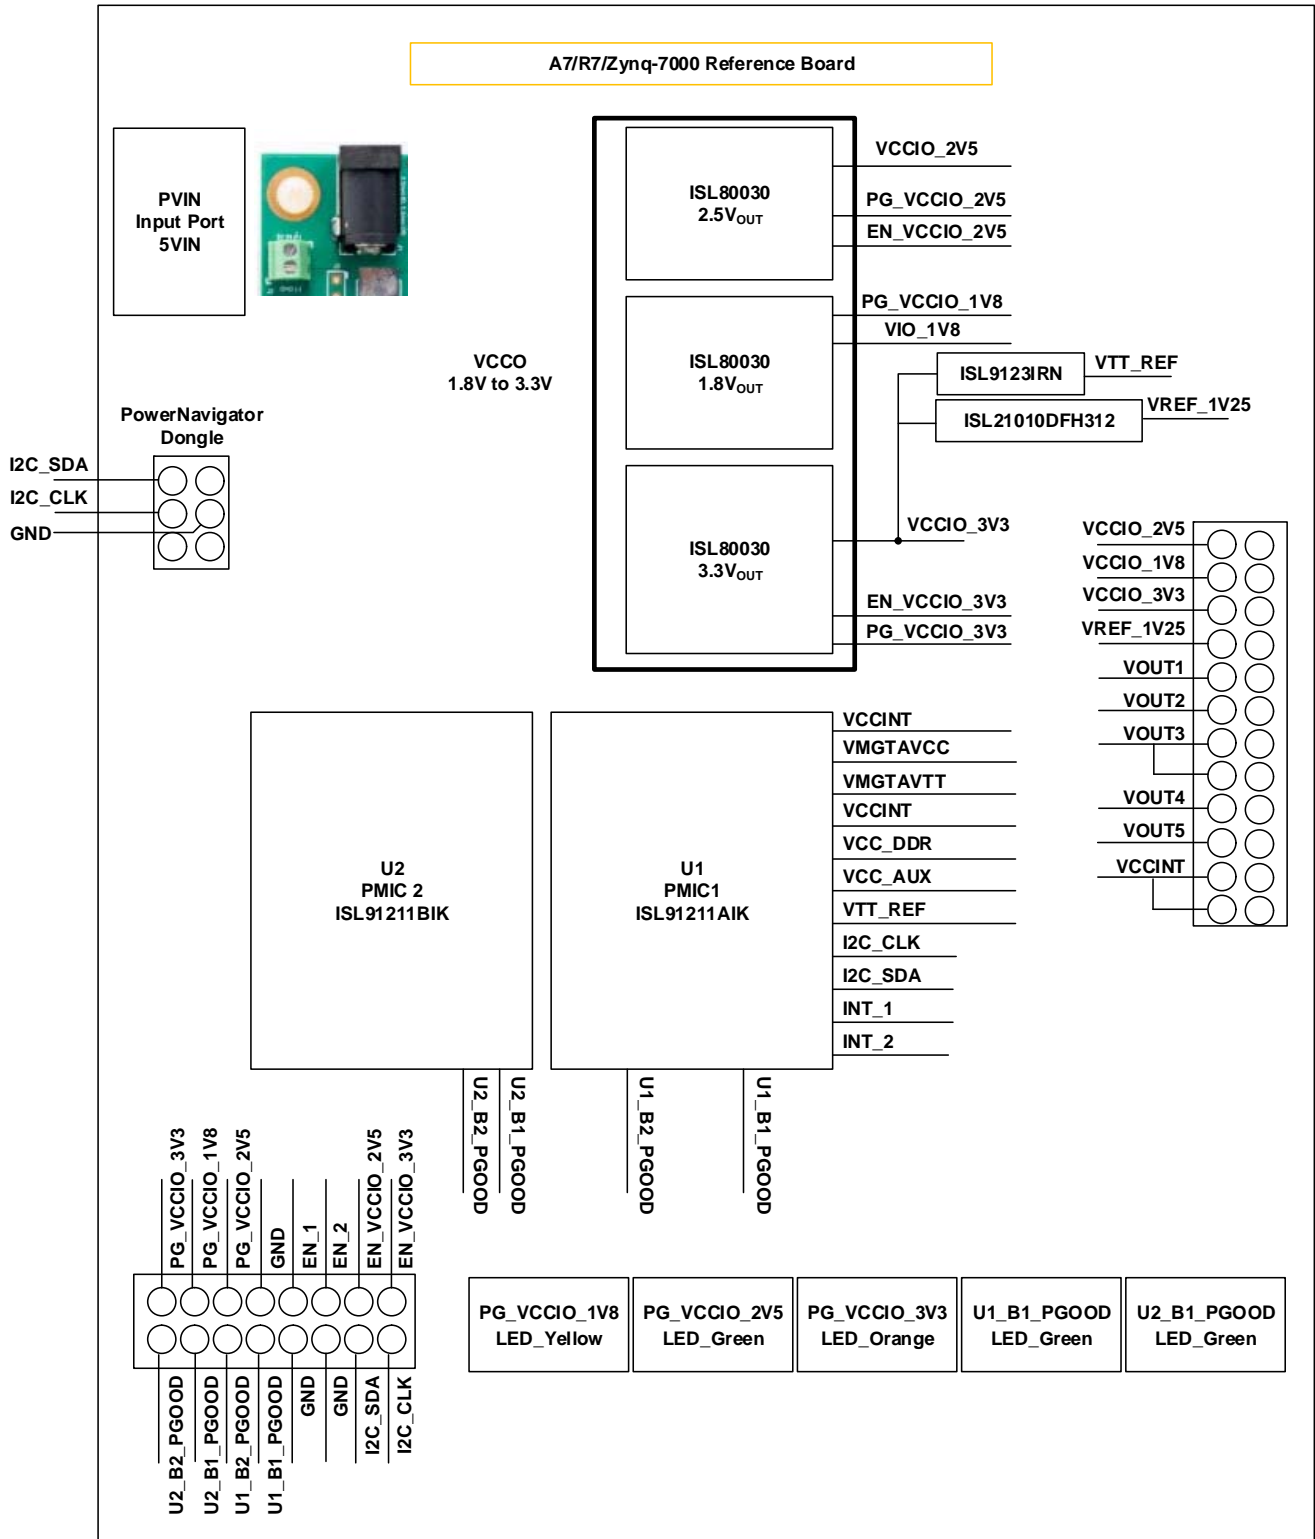 A7/R7/Zynq-7000 Reference Board
PVIN
Input Port
5VIN
ISL80030
2.5VOUT
VCCIO_2V5
PG_VCCIO_2V5
EN_VCCIO_2V5
VCCO
1.8V to 3.3V
ISL80030
1.8VOUT
PG_VCCIO_1V8
VIO_1V8
ISL9123IRN
VTT_REF
ISL21010DFH312
VREF_1V25
PowerNavigator
Dongle
I2C_SDA
I2C_CLK
GND
ISL80030
3.3VOUT
VCCIO_3V3
EN_VCCIO_3V3
PG_VCCIO_3V3
VCCIO_2V5
VCCIO_1V8
VCCIO_3V3
VREF_1V25
VOUT1
VOUT2
VOUT3
VOUT4
VOUT5
VCCINT
U2
PMIC 2
ISL91211BIK
U1
PMIC1
ISL91211AIK
VCCINT
VMGTAVCC
VMGTAVTT
VCCINT
VCC_DDR
VCC_AUX
VTT_REF
I2C_CLK
I2C_SDA
INT_1
INT_2
U2_B2_PGOOD
U2_B1_PGOOD
U1_B2_PGOOD
U1_B1_PGOOD
PG_VCCIO_3V3
PG_VCCIO_1V8
PG_VCCIO_2V5
GND
EN_1
EN_2
EN_VCCIO_2V5
EN_VCCIO_3V3
U2_B2_PGOOD
U2_B1_PGOOD
U1_B2_PGOOD
U1_B1_PGOOD
GND
GND
I2C_SDA
I2C_CLK
PG_VCCIO_1V8
LED_Yellow
PG_VCCIO_2V5
LED_Green
PG_VCCIO_3V3
LED_Orange
U1_B1_PGOOD
LED_Green
U2_B1_PGOOD
LED_Green